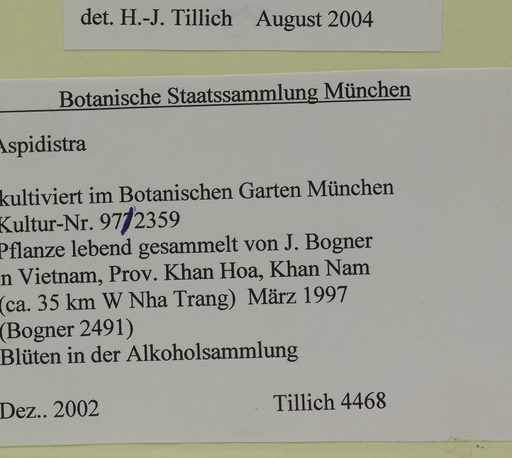 det. H.-J. Tillich August 2004
Botanische Staatssammlung München
Aspidistra
kultiviert im Botanischen Garten München
Kultur-Nr. 97/2359
Pflanze lebend gesammelt von J. Bogner
in Vietnam, Prov. Khan Hoa, Khan Nam
(ca. 35 km W Nha Trang) März 1997
(Bogner 2491)
Blüten in der Alkoholsammlung
Dez.. 2002 Tillich 4468